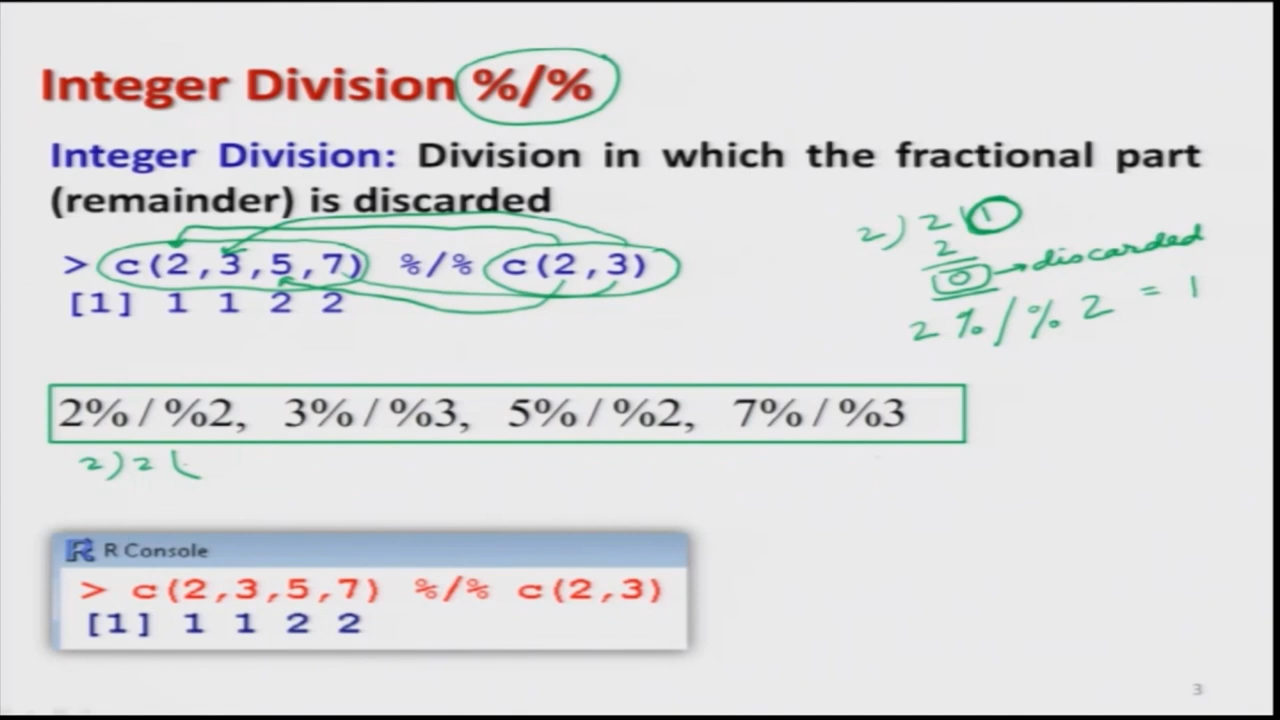 Integer Division %/%
Integer Division: Division in which the fractional part
(remainder) is discarded
2)2(1
2
0→discarded
> c(2,3,5,7) %/% c(2,3)
[1] 1 1 2 2
2%/%2 = 1
2% / %2, 3% / %3, 5% / %2, 7% / %3
2)2(
R Console
> c(2,3,5,7) %/% c(2,3)
[1] 1 1 2 2
3